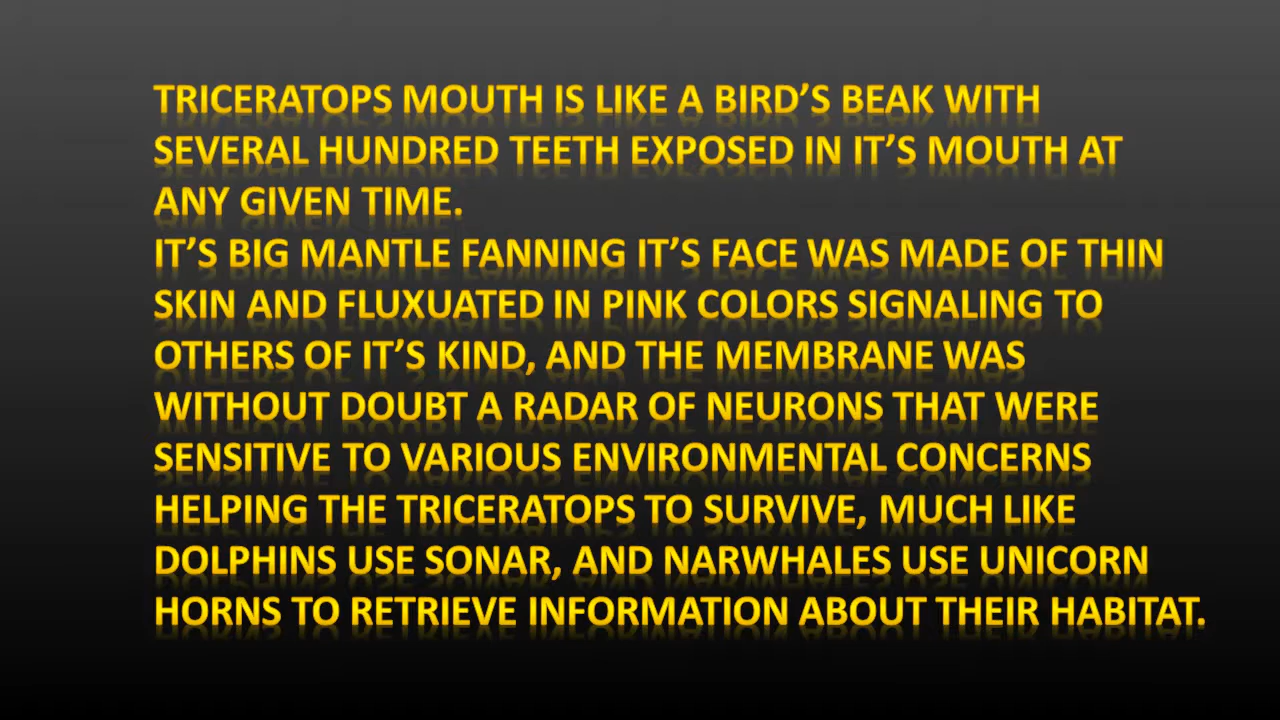 TRICERATOPS MOUTH IS LIKE A BIRD’S BEAK WITH
SEVERAL HUNDRED TEETH EXPOSED IN IT’S MOUTH AT
ANY GIVEN TIME.
IT’S BIG MANTLE FANNING IT’S FACE WAS MADE OF THIN
SKIN AND FLUXUATED IN PINK COLORS SIGNALING TO
OTHERS OF IT’S KIND, AND THE MEMBRANE WAS
WITHOUT DOUBT A RADAR OF NEURONS THAT WERE
SENSITIVE TO VARIOUS ENVIRONMENTAL CONCERNS
HELPING THE TRICERATOPS TO SURVIVE, MUCH LIKE
DOLPHINS USE SONAR, AND NARWHALES USE UNICORN
HORNS TO RETRIEVE INFORMATION ABOUT THEIR HABITAT.